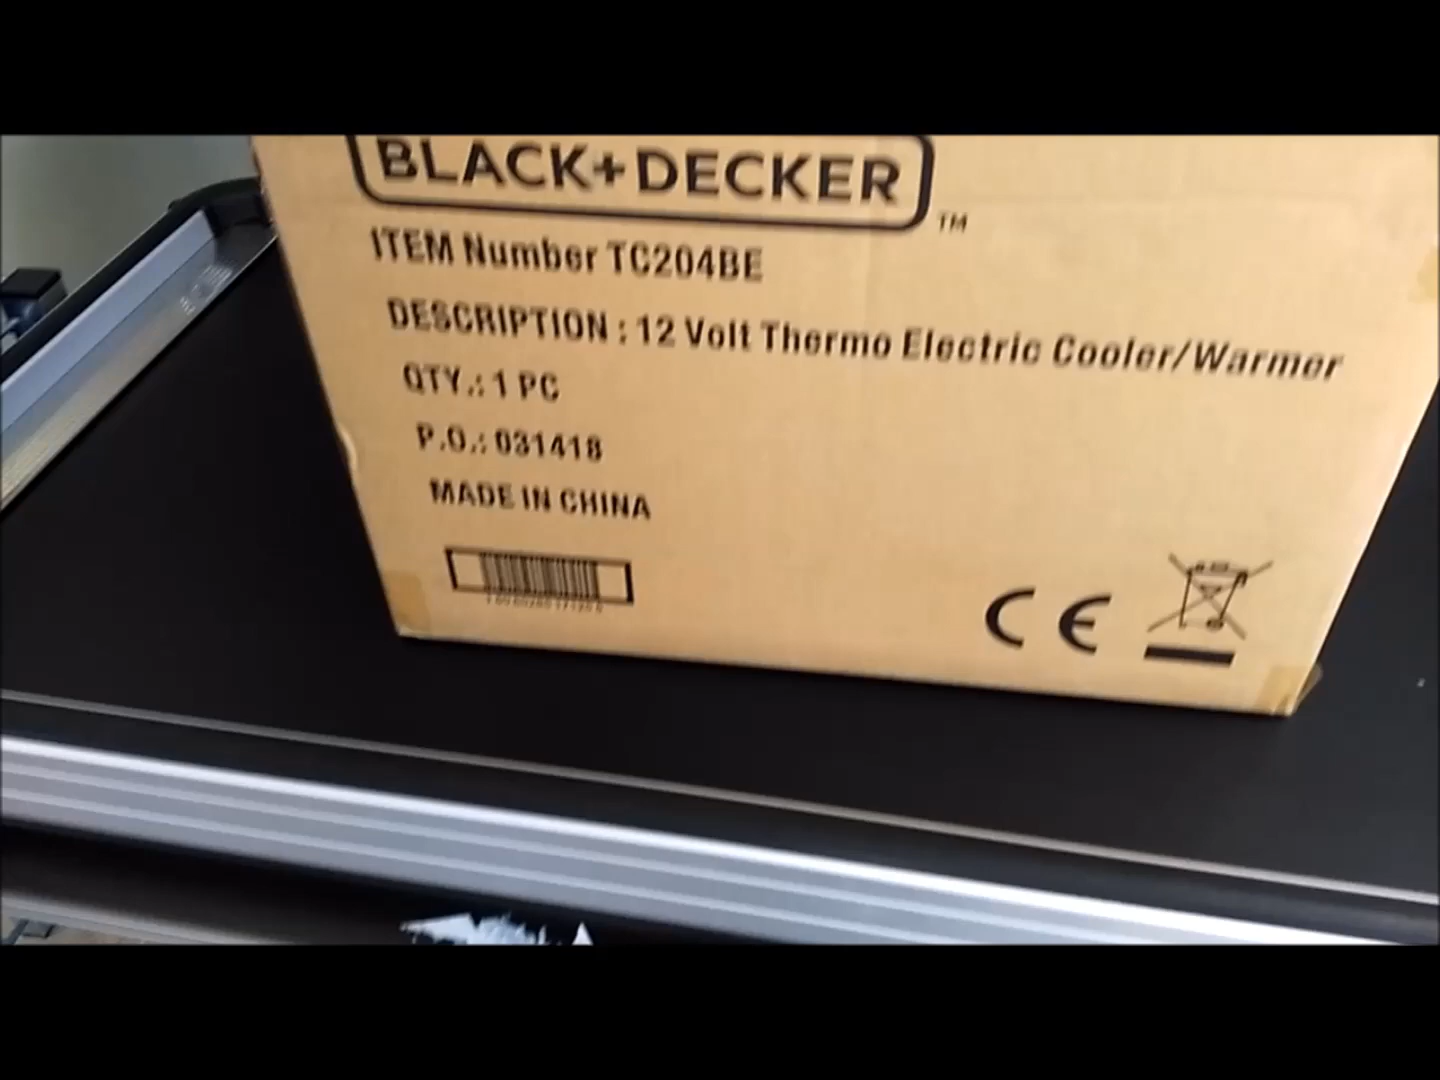 BLACK+DECKER
TM
ITEM Number TC204BE
DESCRIPTION : 12 Volt Thermo Electric Cooler/Warmer
QTY.: 1 PC
P.O.: 031418
MADE IN CHINA
CE